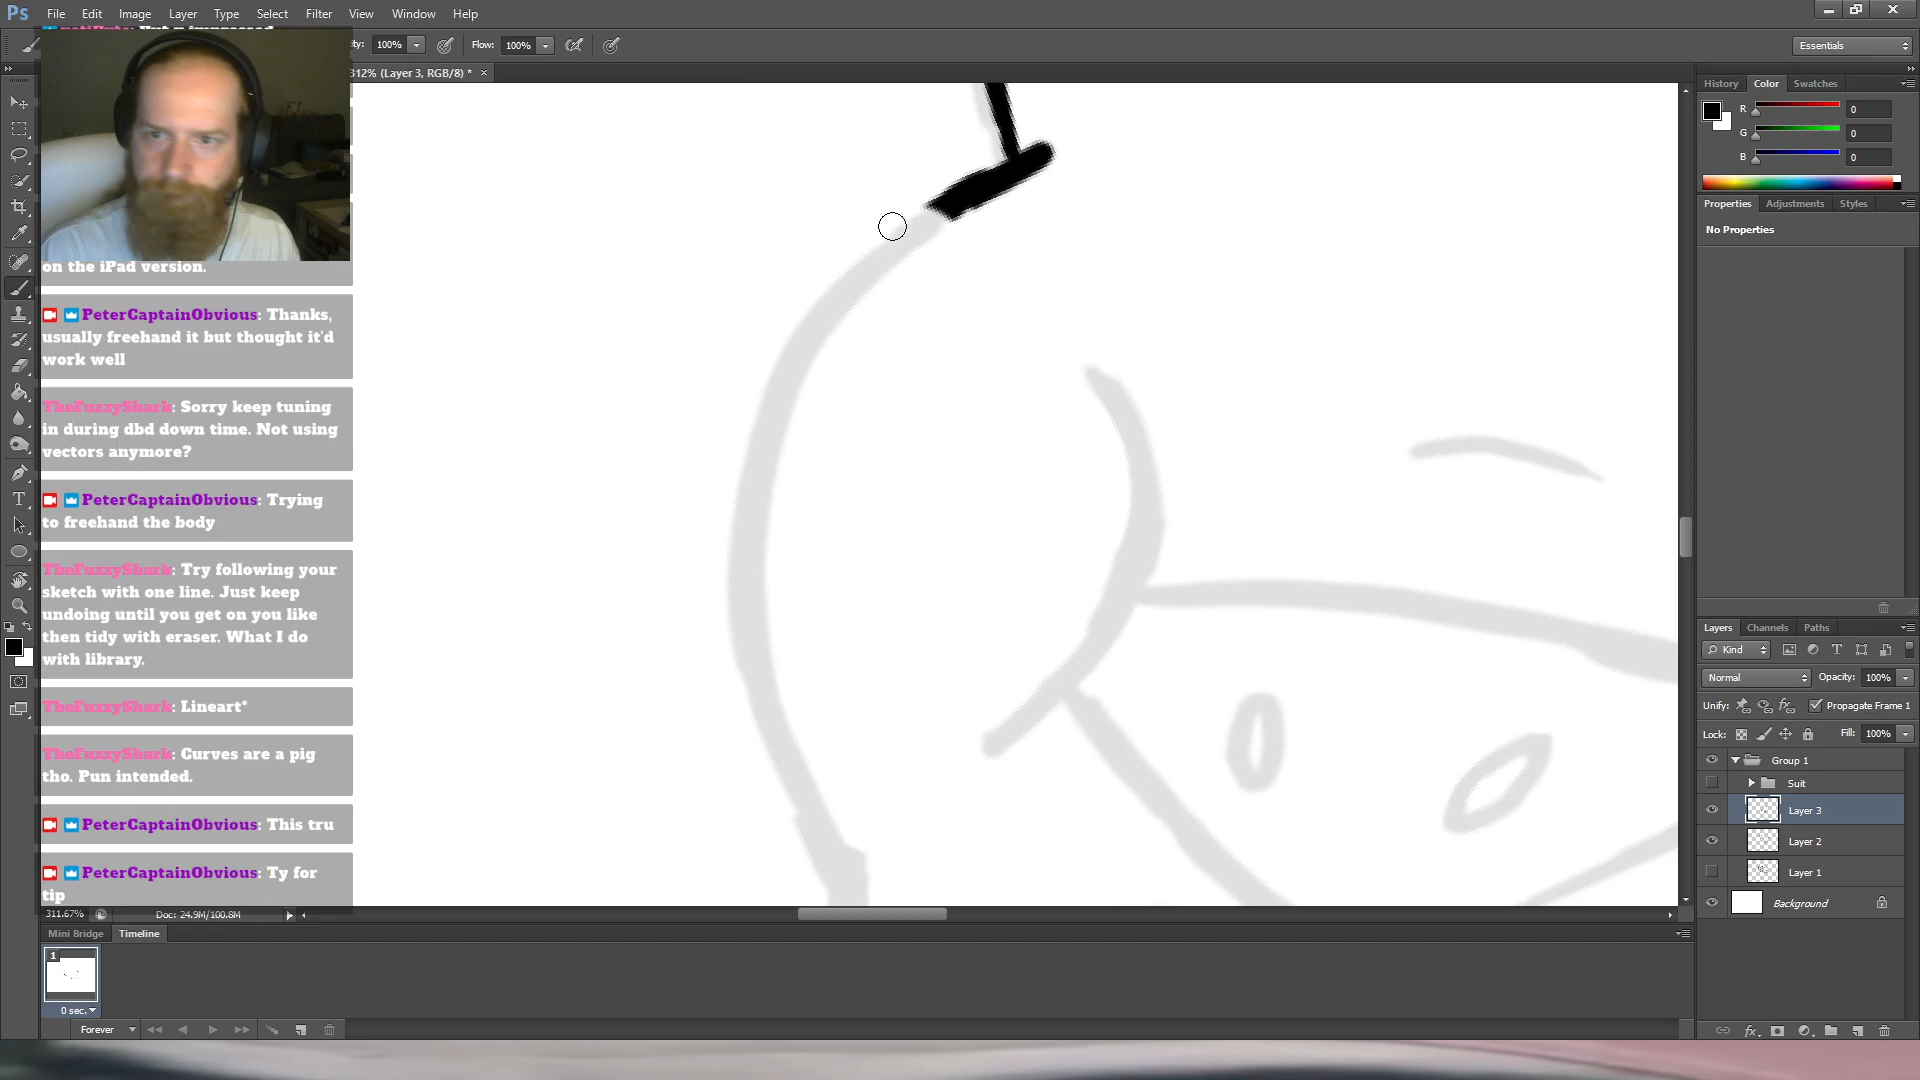 Ps File Edit Image Layer Type Select Filter View Window Help
100% Flow: 100% Essentials
312% (Layer 3, RGB/8) * ×
History Color Swatches
R 0
G 0
B 0
Properties Adjustments Styles
No Properties
on the iPad version.
PeterCaptainObvious: Thanks,
usually freehand it but thought it'd
work well
TheFuzzyShark: Sorry keep tuning
in during dbd down time. Not using
vectors anymore?
PeterCaptainObvious: Trying
to freehand the body
TheFuzzyShark: Try following your
sketch with one line. Just keep
undoing until you get on you like
then tidy with eraser. What I do
with library.
TheFuzzyShark: Lineart*
TheFuzzyShark: Curves are a pig
tho. Pun intended.
PeterCaptainObvious: This tru
PeterCaptainObvious: Ty for
tip
Layers Channels Paths
Kind
Normal Opacity: 100%
Unify: Propagate Frame 1
Lock: Fill: 100%
Group 1
Suit
Layer 3
Layer 2
Layer 1
Background
311.67% Doc: 24.9M/100.8M
Mini Bridge Timeline
1
0 sec.
Forever